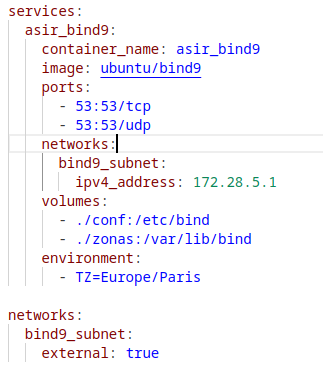 services:
  asir_bind9:
    container_name: asir_bind9
    image: ubuntu/bind9
    ports:
      - 53:53/tcp
      - 53:53/udp
    networks:
      bind9_subnet:
        ipv4_address: 172.28.5.1
    volumes:
      - ./conf:/etc/bind
      - ./zonas:/var/lib/bind
    environment:
      - TZ=Europe/Paris

networks:
  bind9_subnet:
    external: true